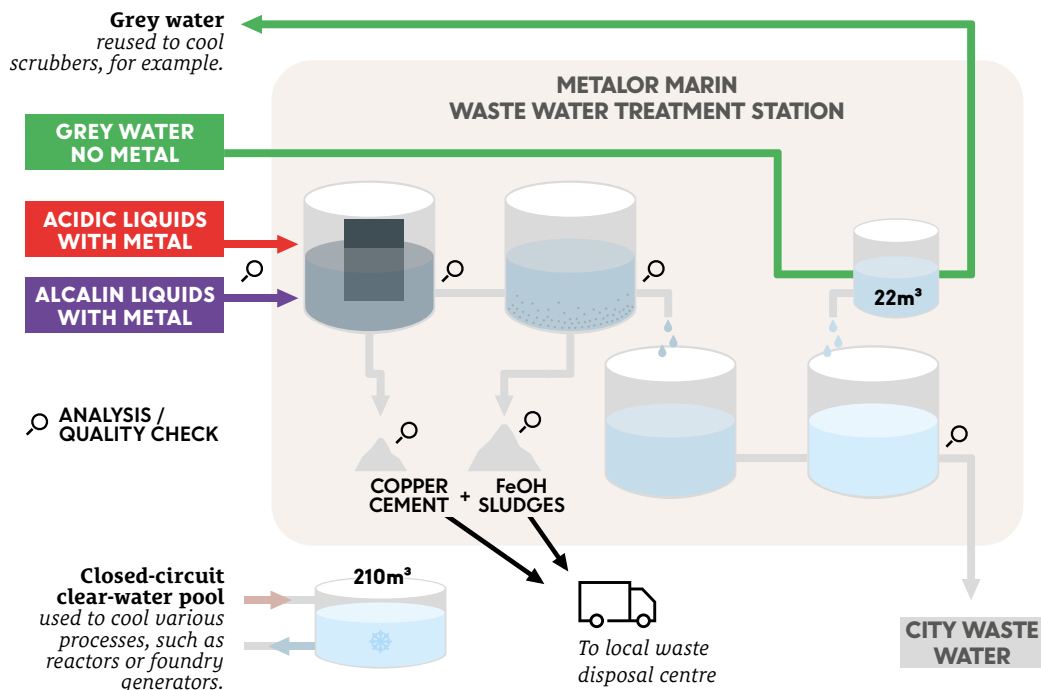 Grey water
reused to cool
scrubbers, for example.
METALOR MARIN
WASTE WATER TREATMENT STATION
GREY WATER
NO METAL
ACIDIC LIQUIDS
WITH METAL
ALCALIN LIQUIDS
WITH METAL
22m³
ANALYSIS /
QUALITY CHECK
COPPER
CEMENT
+
FeOH
SLUDGES
Closed-circuit
clear-water pool
used to cool various
processes, such as
reactors or foundry
generators.
210m³
To local waste
disposal centre
CITY WASTE
WATER